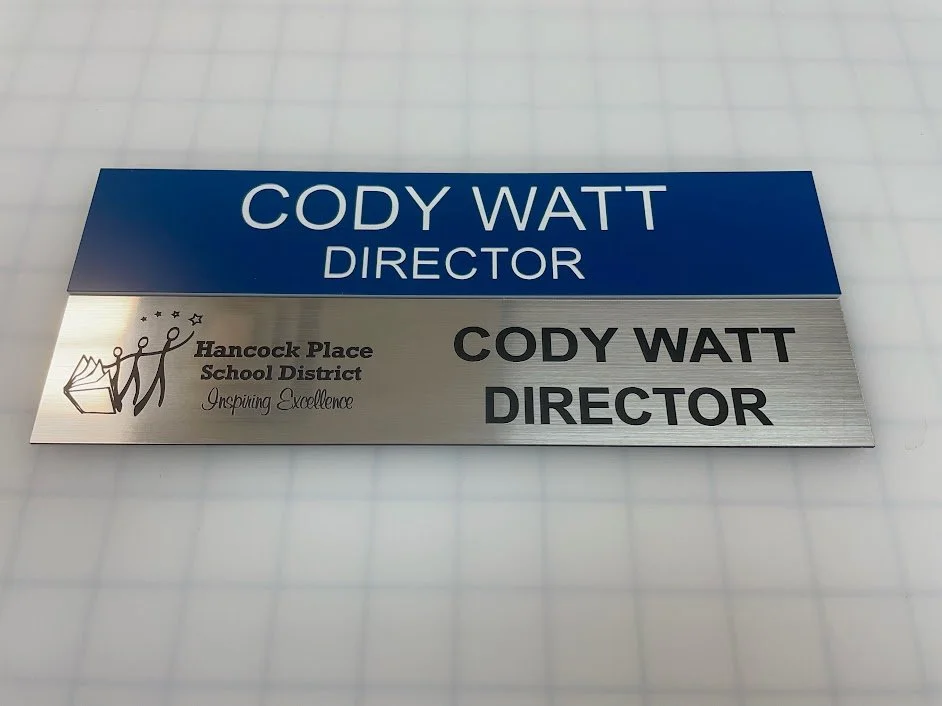 CODY WATT
DIRECTOR
Hancock Place
School District
Inspiring Excellence
CODY WATT
DIRECTOR